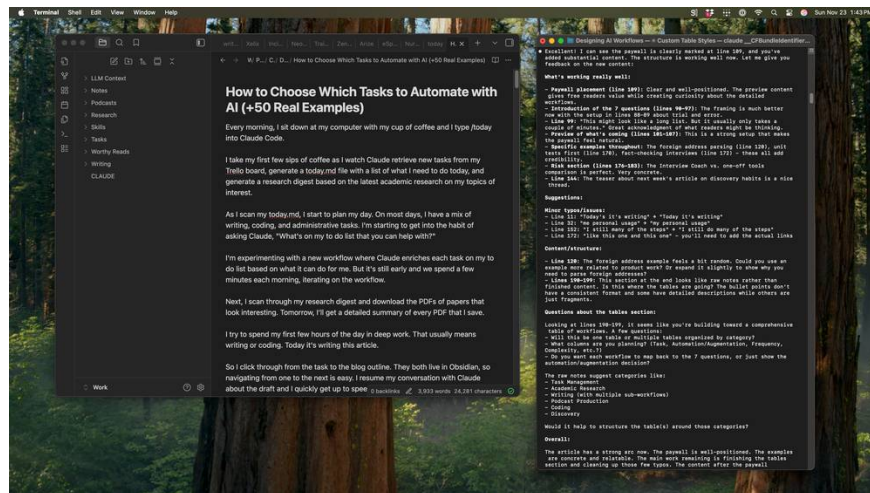 Terminal Shell Edit View Window Help
Sun Nov 23 1:43PM
LLM Context
Notes
Podcasts
Research
Skills
Tasks
Worthy Reads
Writing
CLAUDE
Work
How to Choose Which Tasks to Automate with AI (+50 Real Examples)
How to Choose Which Tasks to Automate with
AI (+50 Real Examples)
Every morning, I sit down at my computer with my cup of coffee and I type /today
into Claude Code.
I take my first few sips of coffee as I watch Claude retrieve new tasks from my
Trello board, generate a today.md file with a list of what I need to do today, and
generate a research digest based on the latest academic research on my topics of
interest.
As I scan my today.md, I start to plan my day. On most days, I have a mix of
writing, coding, and administrative tasks. I'm starting to get into the habit of
asking Claude, "What's on my to do list that you can help with?"
I'm experimenting with a new workflow where Claude enriches each task on my to
do list based on what it can do for me. But it's still early and we spend a few
minutes each morning, iterating on the workflow.
Next, I scan through my research digest and download the PDFs of papers that
look interesting. Tomorrow, I'll get a detailed summary of every PDF that I save.
I try to spend my first few hours of the day in deep work. That usually means
writing or coding. Today it's writing this article.
So I click through from the task to the blog outline. They both live in Obsidian, so
navigating from one to the next is easy. I resume my conversation with Claude
about the draft and I quickly get up to spee
0 backlinks 3,933 words 24,281 characters
Designing AI Workflows — ✳ Custom Table Styles — claude __CFBundleIdentifier…
Excellent! I can see the paywall is clearly marked at line 109, and you've
added substantial content. The structure is working well now. Let me give you
feedback on the new content:
What's working really well:
- Paywall placement (line 109): Clear and well-positioned. The preview content
gives free readers value while creating curiosity about the detailed
workflows.
- Introduction of the 7 questions (lines 90-97): The framing is much better
now with the setup in lines 88-89 about trial and error.
- Line 99: "This might look like a long list. But it usually only takes a
couple of minutes." Great acknowledgment of what readers might be thinking.
- Preview of what's coming (lines 101-107): This is a strong setup that makes
the paywall feel natural.
- Specific examples throughout: The foreign address parsing (line 120), unit
tests first (line 170), fact-checking interviews (line 172) - these all add
credibility.
- Risk section (lines 176-183): The Interview Coach vs. one-off tools
comparison is perfect. Very concrete.
- Line 144: The teaser about next week's article on discovery habits is a nice
thread.
Suggestions:
Minor typos/issues:
- Line 11: "Today's it's writing" → "Today it's writing"
- Line 32: "me personal usage" → "my personal usage"
- Line 162: "I still many of the steps" → "I still do many of the steps"
- Line 172: "like this one and this one" - you'll need to add the actual links
Content/structure:
- Line 120: The foreign address example feels a bit random. Could you use an
example more related to product work? Or expand it slightly to show why you
need to parse foreign addresses?
- Lines 190-199: This section at the end looks like raw notes rather than
finished content. Is this where the tables are going? The bullet points don't
have a consistent format and some have detailed descriptions while others are
just fragments.
Questions about the tables section:
Looking at lines 190-199, it seems like you're building toward a comprehensive
table of workflows. A few questions:
- Will this be one table or multiple tables organized by category?
- What columns are you planning? (Task, Automation/Augmentation, Frequency,
Complexity, etc.?)
- Do you want each workflow to map back to the 7 questions, or just show the
automation/augmentation decision?
The raw notes suggest categories like:
- Task Management
- Academic Research
- Writing (with multiple sub-workflows)
- Podcast Production
- Coding
- Discovery
Would it help to structure the table(s) around those categories?
Overall:
The article has a strong arc now. The paywall is well-positioned. The examples
are concrete and relatable. The main work remaining is finishing the tables
section and cleaning up those few typos. The content after the paywall